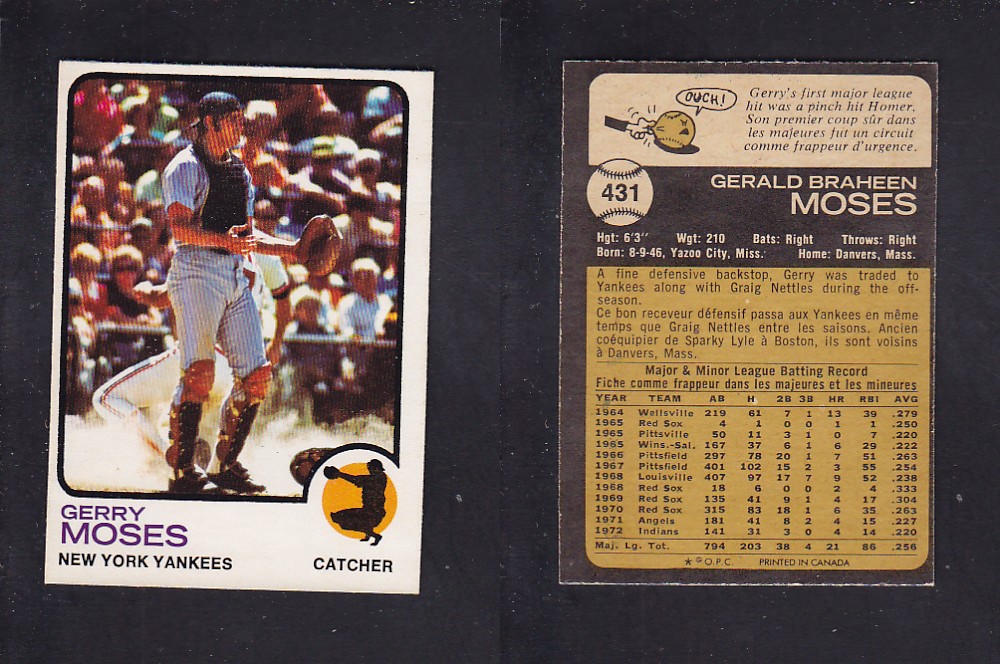 GERRY
MOSES
NEW YORK YANKEES
CATCHER
OUCH!
Gerry's first major league
hit was a pinch hit Homer.
Son premier coup sûr dans
les majeures fut un circuit
comme frappeur d'urgence.
431
GERALD BRAHEEN
MOSES
Hgt: 6'3" Wgt: 210 Bats: Right Throws: Right
Born: 8-9-46, Yazoo City, Miss. Home: Danvers, Mass.
A fine defensive backstop, Gerry was traded to
Yankees along with Graig Nettles during the off-
season.
Ce bon receveur défensif passa aux Yankees en même
temps que Graig Nettles entre les saisons. Ancien
coéquipier de Sparky Lyle à Boston, ils sont voisins
à Danvers, Mass.
Major & Minor League Batting Record
Fiche comme frappeur dans les majeures et les mineures
YEAR TEAM AB H 2B 3B HR RBI AVG
1964 Wellsville 219 61 7 1 13 39 .279
1965 Red Sox 4 1 0 0 1 1 .250
1965 Pittsville 50 11 3 1 0 7 .220
1965 Wins.-Sal. 167 37 6 1 6 29 .222
1966 Pittsfield 297 78 20 1 7 51 .263
1967 Pittsfield 401 102 15 2 3 55 .254
1968 Louisville 407 97 17 7 9 52 .238
1968 Red Sox 18 6 0 0 2 4 .333
1969 Red Sox 135 41 9 1 4 17 .304
1970 Red Sox 315 83 18 1 6 35 .263
1971 Angels 181 41 8 2 4 15 .227
1972 Indians 141 31 3 0 4 14 .220
Maj. Lg. Tot. 794 203 38 4 21 86 .256
* © O.P.C. PRINTED IN CANADA